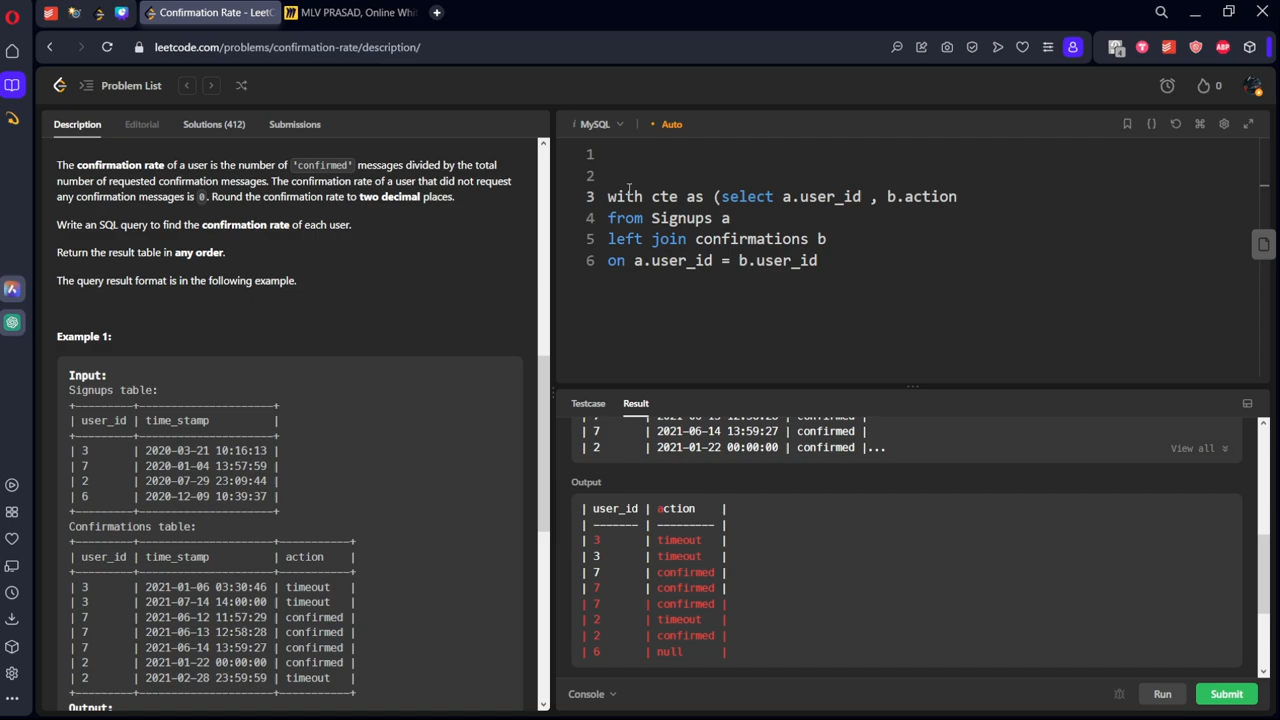 Confirmation Rate - LeetC
MLV PRASAD, Online Whit
leetcode.com/problems/confirmation-rate/description/
4
ABP
Problem List
0
Description
Editorial
Solutions (412)
Submissions
The confirmation rate of a user is the number of 'confirmed' messages divided by the total
number of requested confirmation messages. The confirmation rate of a user that did not request
any confirmation messages is 0. Round the confirmation rate to two decimal places.
Write an SQL query to find the confirmation rate of each user.
Return the result table in any order.
The query result format is in the following example.
Example 1:
Input:
Signups table:
+---------+---------------------+
| user_id | time_stamp          |
+---------+---------------------+
| 3       | 2020-03-21 10:16:13 |
| 7       | 2020-01-04 13:57:59 |
| 2       | 2020-07-29 23:09:44 |
| 6       | 2020-12-09 10:39:37 |
+---------+---------------------+
Confirmations table:
+---------+---------------------+-----------+
| user_id | time_stamp          | action    |
+---------+---------------------+-----------+
| 3       | 2021-01-06 03:30:46 | timeout   |
| 3       | 2021-07-14 14:00:00 | timeout   |
| 7       | 2021-06-12 11:57:29 | confirmed |
| 7       | 2021-06-13 12:58:28 | confirmed |
| 7       | 2021-06-14 13:59:27 | confirmed |
| 2       | 2021-01-22 00:00:00 | confirmed |
| 2       | 2021-02-28 23:59:59 | timeout   |
+---------+---------------------+-----------+
Output:
i MySQL
• Auto
1
2
3 with cte as (select a.user_id , b.action
4 from Signups a
5 left join confirmations b
6 on a.user_id = b.user_id
Testcase
Result
| 7       | 2021-06-13 12:58:28 | confirmed |
| 7       | 2021-06-14 13:59:27 | confirmed |
| 2       | 2021-01-22 00:00:00 | confirmed |...
View all
Output
| user_id | action    |
| ------- | --------- |
| 3       | timeout   |
| 3       | timeout   |
| 7       | confirmed |
| 7       | confirmed |
| 7       | confirmed |
| 2       | timeout   |
| 2       | confirmed |
| 6       | null      |
Console
Run
Submit